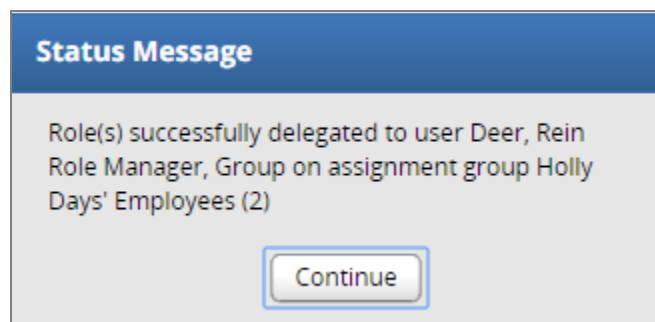 Status Message
Role(s) successfully delegated to user Deer, Rein
Role Manager, Group on assignment group Holly
Days' Employees (2)
Continue